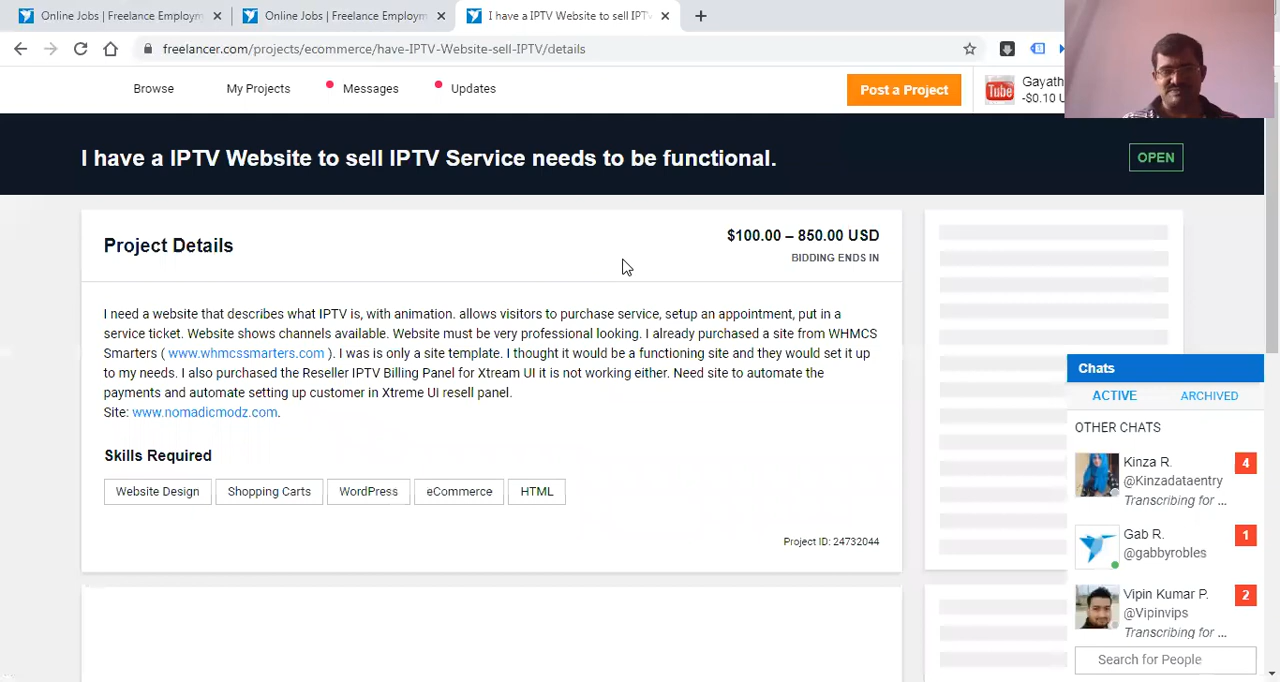 Online Jobs | Freelance Employm
Online Jobs | Freelance Employm
I have a IPTV Website to sell IPT
freelancer.com/projects/ecommerce/have-IPTV-Website-sell-IPTV/details
Browse
My Projects
Messages
Updates
Post a Project
Tube
Gayath
-$0.10 U
I have a IPTV Website to sell IPTV Service needs to be functional.
OPEN
Project Details
$100.00 – 850.00 USD
BIDDING ENDS IN
I need a website that describes what IPTV is, with animation. allows visitors to purchase service, setup an appointment, put in a
service ticket. Website shows channels available. Website must be very professional looking. I already purchased a site from WHMCS
Smarters ( www.whmcssmarters.com ). I was is only a site template. I thought it would be a functioning site and they would set it up
to my needs. I also purchased the Reseller IPTV Billing Panel for Xtream UI it is not working either. Need site to automate the
payments and automate setting up customer in Xtreme UI resell panel.
Site: www.nomadicmodz.com.
Skills Required
Website Design
Shopping Carts
WordPress
eCommerce
HTML
Project ID: 24732044
Chats
ACTIVE
ARCHIVED
OTHER CHATS
Kinza R.
4
@Kinzadataentry
Transcribing for ...
Gab R.
1
@gabbyrobles
Vipin Kumar P.
2
@Vipinvips
Transcribing for ...
Search for People